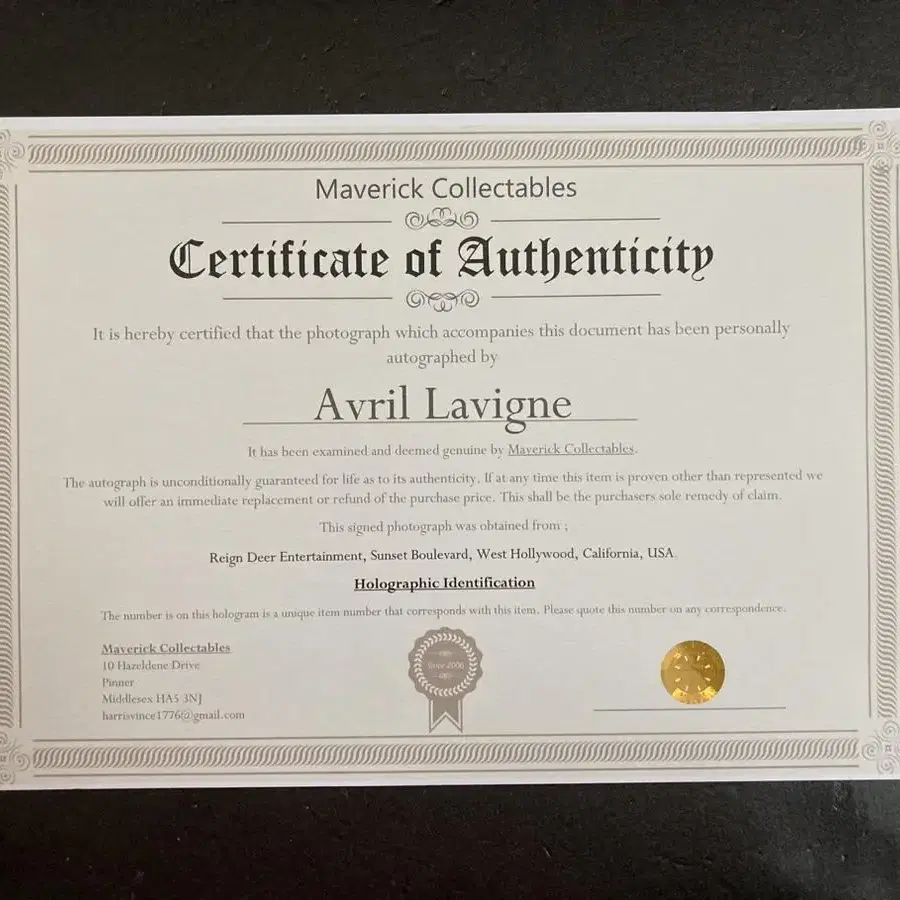 Maverick Collectables
Certificate of Authenticity
It is hereby certified that the photograph which accompanies this document has been personally
autographed by
Avril Lavigne
It has been examined and deemed genuine by Maverick Collectables.
The autograph is unconditionally guaranteed for life as to its authenticity. If at any time this item is proven other than represented we
will offer an immediate replacement or refund of the purchase price. This shall be the purchasers sole remedy of claim.
This signed photograph was obtained from ;
Reign Deer Entertainment, Sunset Boulevard, West Hollywood, California, USA.
Holographic Identification
The number is on this hologram is a unique item number that corresponds with this item. Please quote this number on any correspondence.
Maverick Collectables
10 Hazeldene Drive
Pinner
Middlesex HA5 3NJ
harrisvince1776@gmail.com
Since 2006